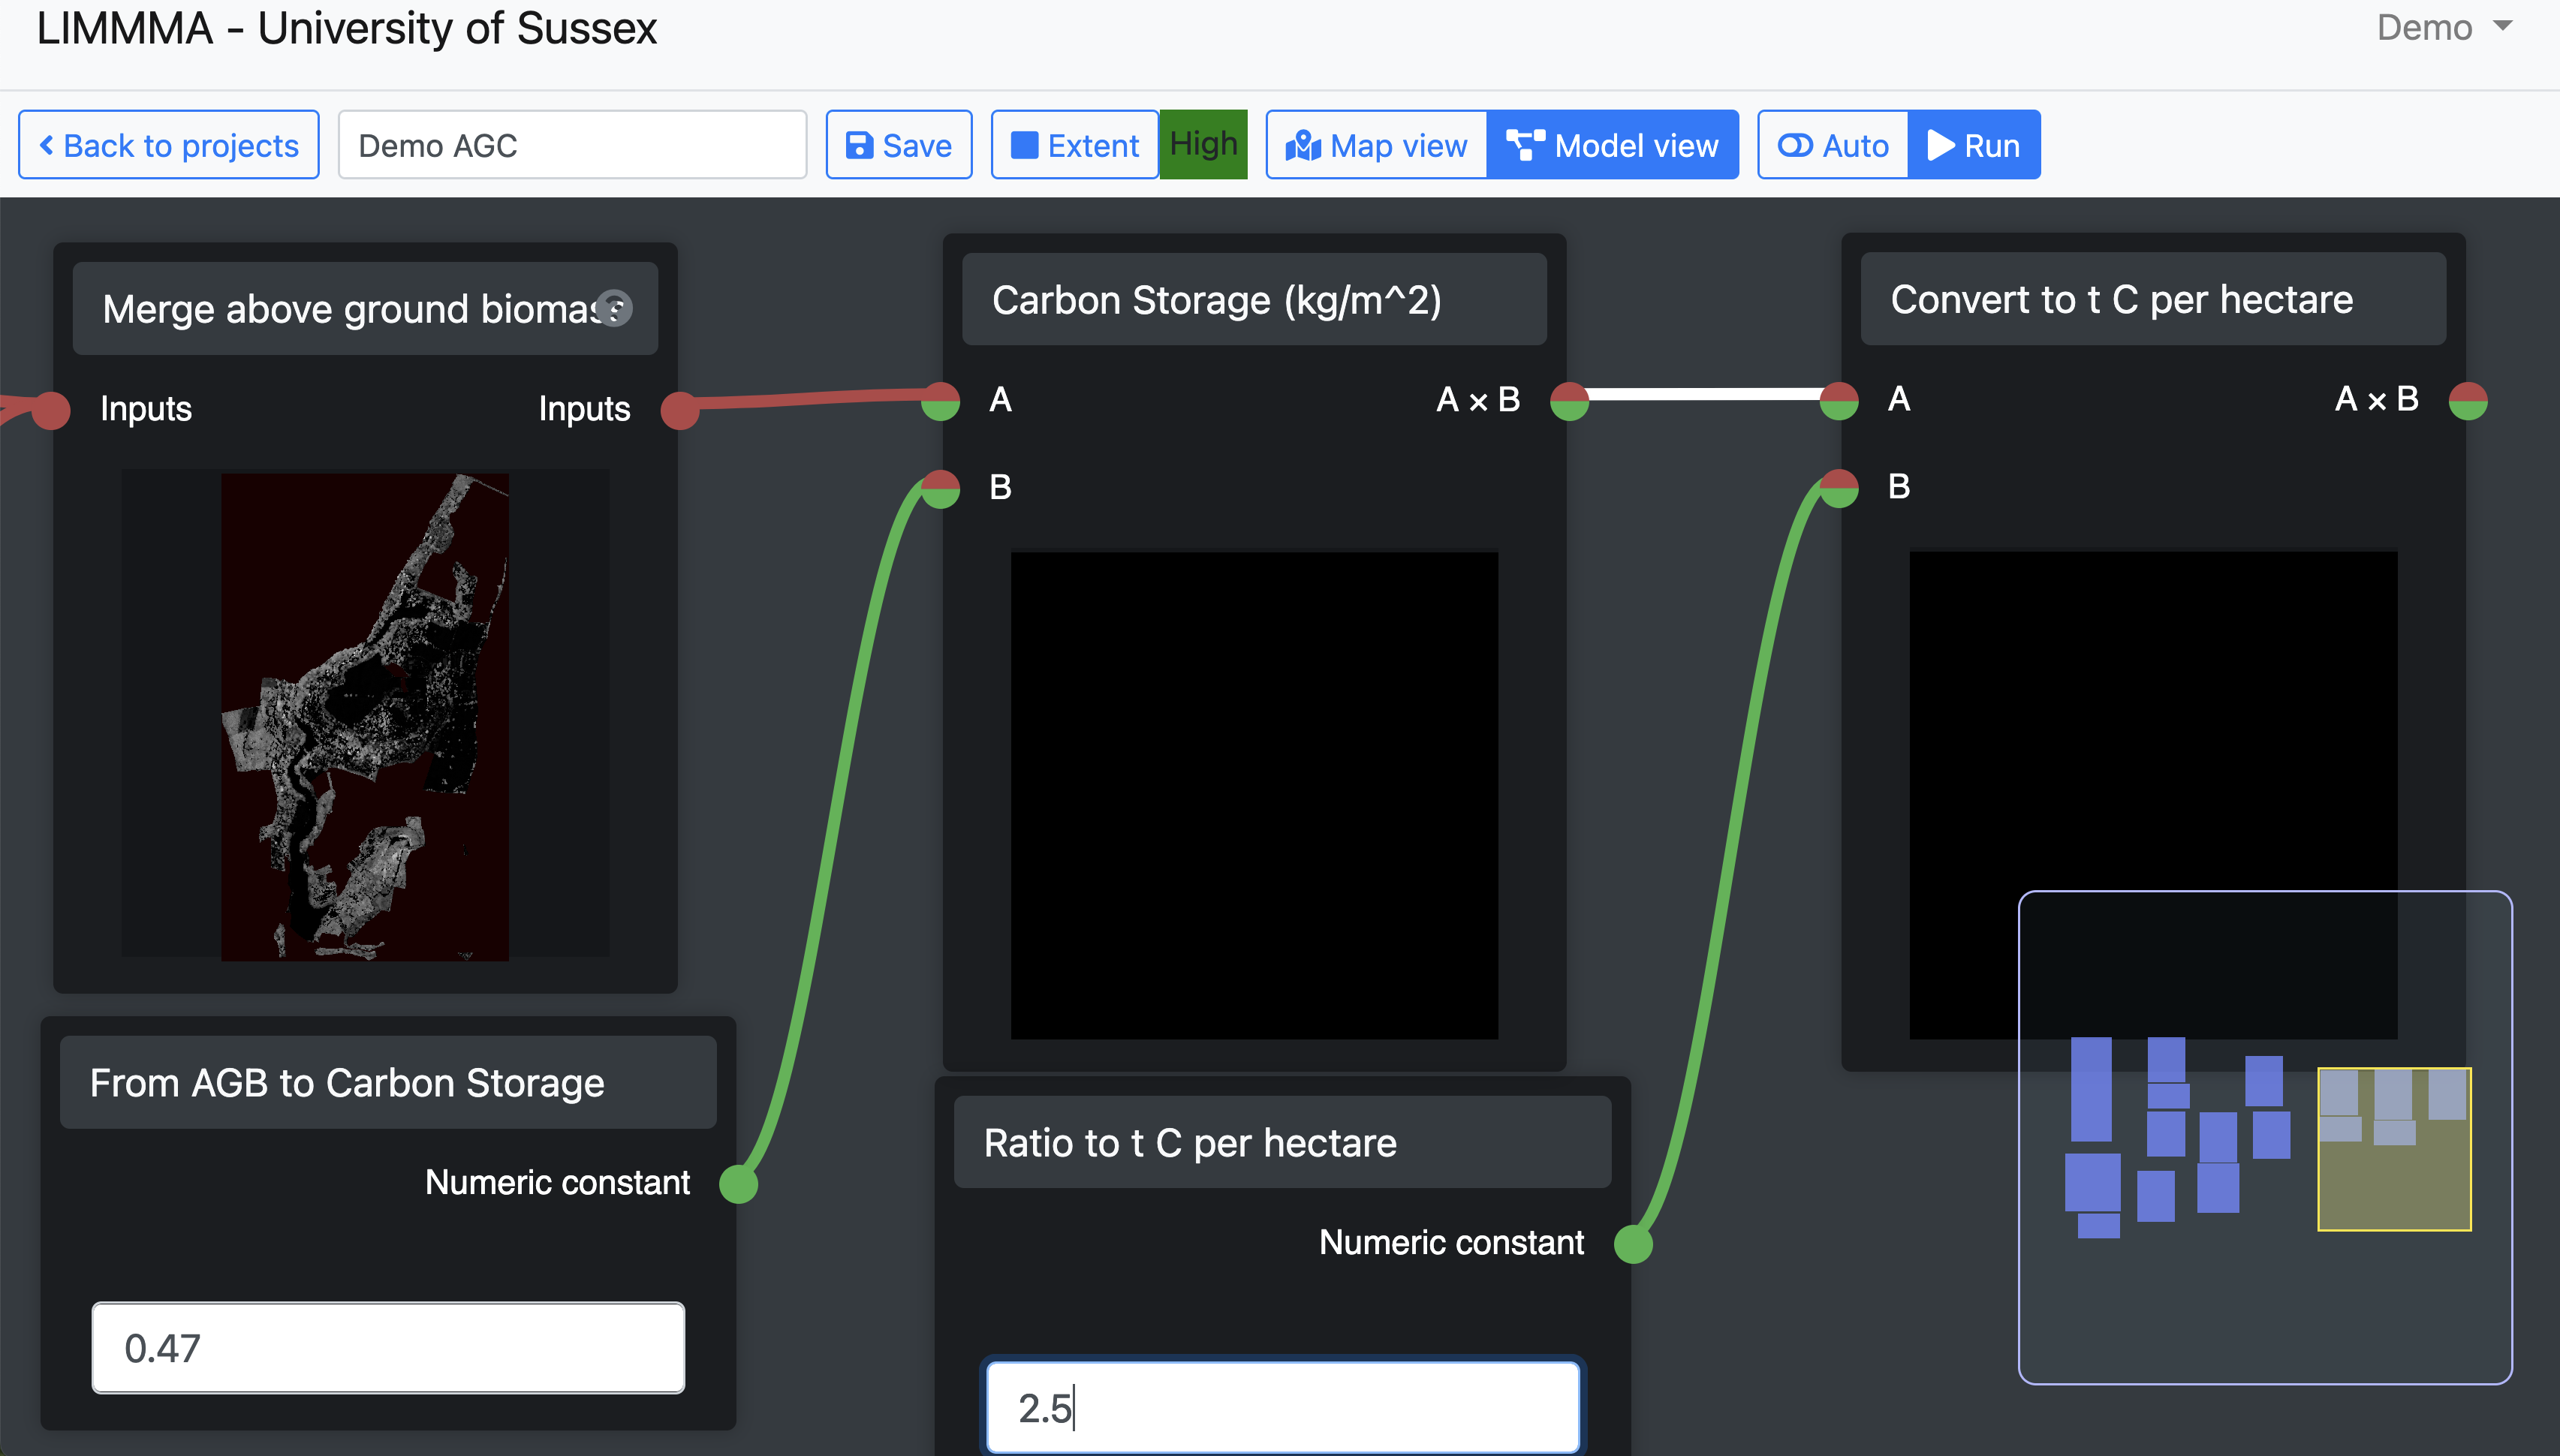 LIMMMA - University of Sussex
Demo
Back to projects
Demo AGC
Save
Extent
High
Map view
Model view
Auto
Run
Merge above ground biomass
Inputs
Inputs
Carbon Storage (kg/m^2)
A
A × B
B
Convert to t C per hectare
A
A × B
B
From AGB to Carbon Storage
Numeric constant
0.47
Ratio to t C per hectare
Numeric constant
2.5